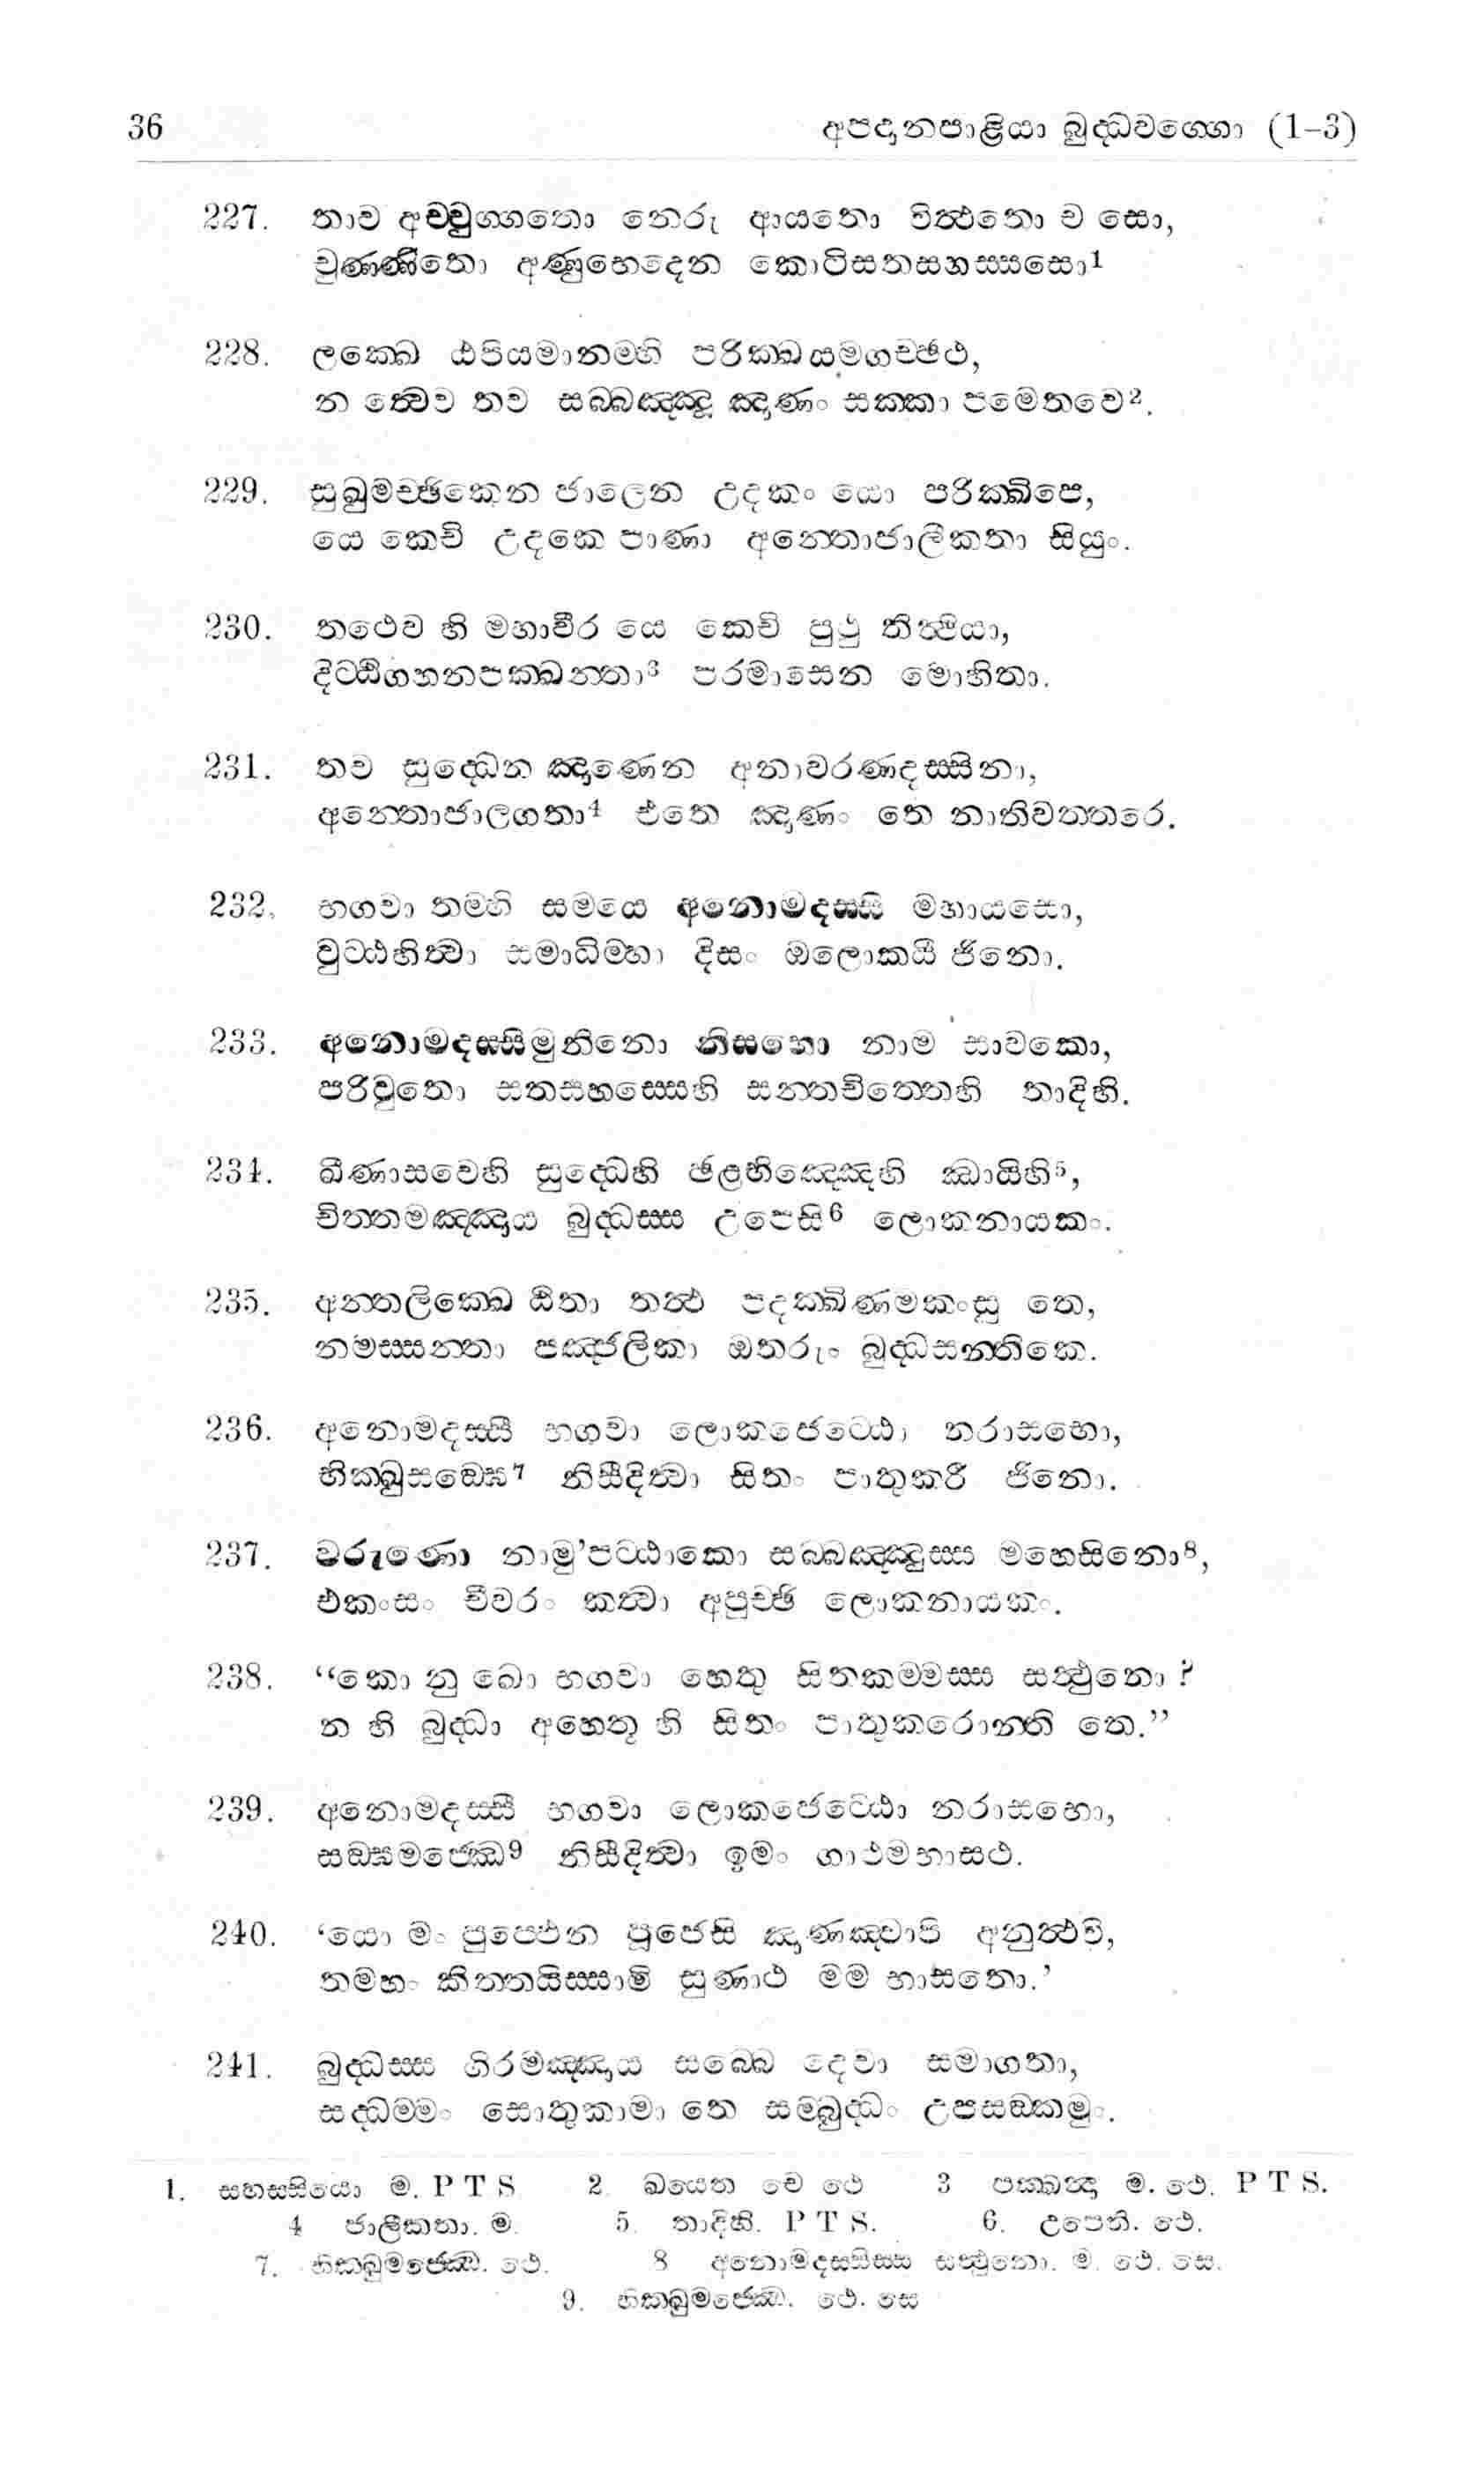 36
අපදානපාළියා බුද්ධවග්ගො (1-3)
227. තාව අච්චුග්ගතො නෙරු ආයතො විත්ථතො ච සො,
චුණ්ණිතො අණුභෙදෙන කොටිසතසහස්සසො1
228. ලක්ඛෙ ඨපියමානම්හි පරික්ඛයමගච්ඡථ,
න ත්වෙව තව සබ්බඤ්ඤූ ඤාණං සක්කා පමෙතවෙ2.
229. සුඛුමච්ඡිකෙන ජාලෙන උදකං යො පරික්ඛිපෙ,
යෙ කෙචි උදකෙ පාණා අන්තොජාලීකතා සියුං.
230. තථෙව හි මහාවීර යෙ කෙචි පුථු තිත්ථියා,
දිට්ඨිගහනපක්ඛන්තා3 පරමාසෙන මොහිතා.
231. තව සුද්ධෙන ඤාණෙන අනාවරණදස්සිනා,
අන්තොජාලගතා4 එතෙ ඤාණං තෙ නාතිවත්තරෙ.
232. භගවා තම්හි සමයෙ අනොමදස්සී මහායසො,
වුට්ඨහිත්වා සමාධිම්හා දිසං ඔලොකයී ජිනො.
233. අනොමදස්සිමුනිනො නිසභො නාම සාවකො,
පරිවුතො සතසහස්සෙහි සන්තචිත්තෙහි තාදිභි.
234. ඛීණාසවෙහි සුද්ධෙහි ඡළභිඤ්ඤෙහි ඣායිභි5,
චිත්තමඤ්ඤාය බුද්ධස්ස උපෙසි6 ලොකනායකං.
235. අන්තලික්ඛෙ ඨිතා තත්ථ පදක්ඛිණමකංසු තෙ,
නමස්සන්තා පඤ්ජලිකා ඔතරුං බුද්ධසන්තිකෙ.
236. අනොමදස්සී භගවා ලොකජෙට්ඨො නරාසභො,
භික්ඛුසඞ්ඝෙ7 නිසීදිත්වා සිතං පාතුකරී ජිනො.
237. වරුණො නාමු'පට්ඨාකො සබ්බඤ්ඤුස්ස මහෙසිනො8,
එකංසං චීවරං කත්වා අපුච්ඡි ලොකනායකං.
238. “කො නු ඛො භගවා හෙතු සිතකම්මස්ස සත්ථුනො ?
න හි බුද්ධා අහෙතූ හි සිතං පාතුකරොන්ති තෙ.”
239. අනොමදස්සී භගවා ලොකජෙට්ඨො නරාසභො,
සඞ්ඝමජ්ඣෙ9 නිසීදිත්වා ඉමං ගාථමභාසථ.
240. ‘යො මං පුප්ඵෙන පූජෙසි ඤාණඤ්චාපි අනුත්ථවි,
තමහං කිත්තයිස්සාමි සුණාථ මම භාසතො.’
241. බුද්ධස්ස ගිරමඤ්ඤාය සබ්බෙ දෙවා සමාගතා,
සද්ධම්මං සොතුකාමා තෙ සම්බුද්ධං උපසඞ්කමුං.
1. සහස්සියො ම. P T S 2 ඛයෙත චෙ ථෙ 3 පක්ඛන්දා ම. ථෙ. P T S.
4 ජාලීකතා. ම. 5. තාදිහි. P T S. 6. උපෙති. ථෙ.
7. භික්ඛුමජ්ඣෙ. ථෙ. 8 අනොමදස්සිස්ස සත්ථුනො. ම. ථෙ. සෙ.
9. භික්ඛුමජ්ඣෙ. ථෙ. සෙ